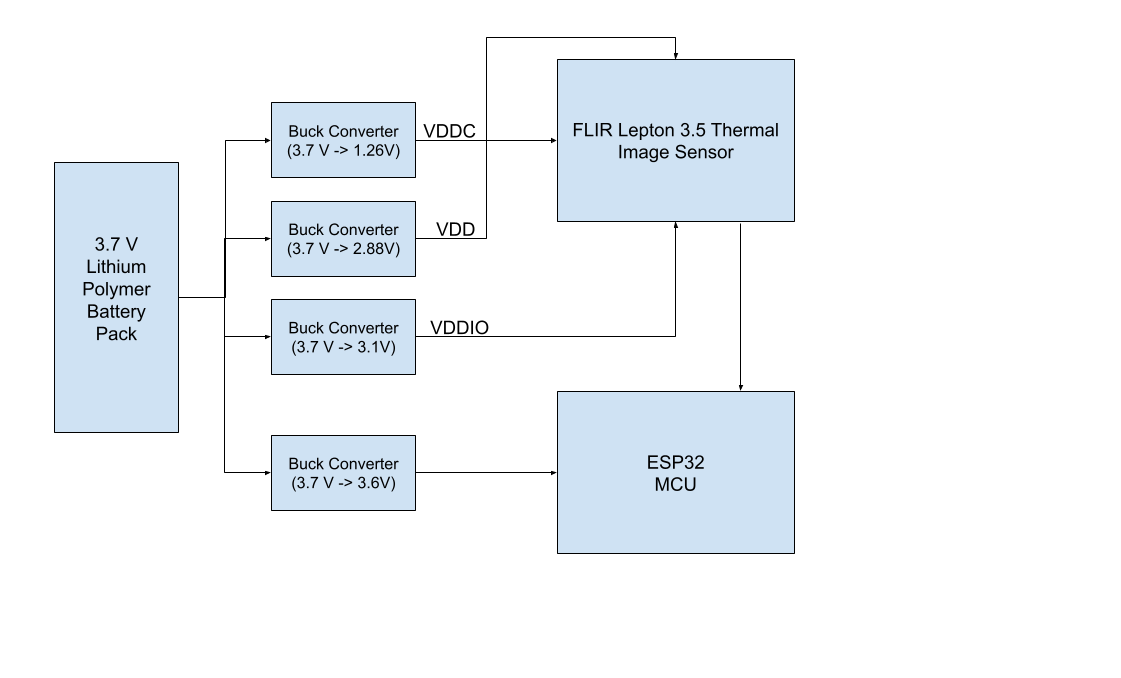 3.7 V
Lithium
Polymer
Battery
Pack
Buck Converter
(3.7 V -> 1.26V)
VDDC
Buck Converter
(3.7 V -> 2.88V)
VDD
Buck Converter
(3.7 V -> 3.1V)
VDDIO
Buck Converter
(3.7 V -> 3.6V)
FLIR Lepton 3.5 Thermal
Image Sensor
ESP32
MCU